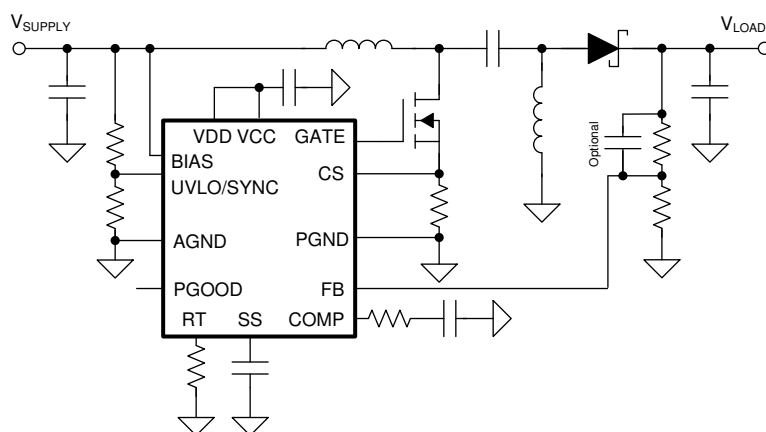 VSUPPLY
VLOAD
VDD VCC GATE
Optional
BIAS
CS
UVLO/SYNC
AGND
PGND
PGOOD
FB
RT
SS
COMP